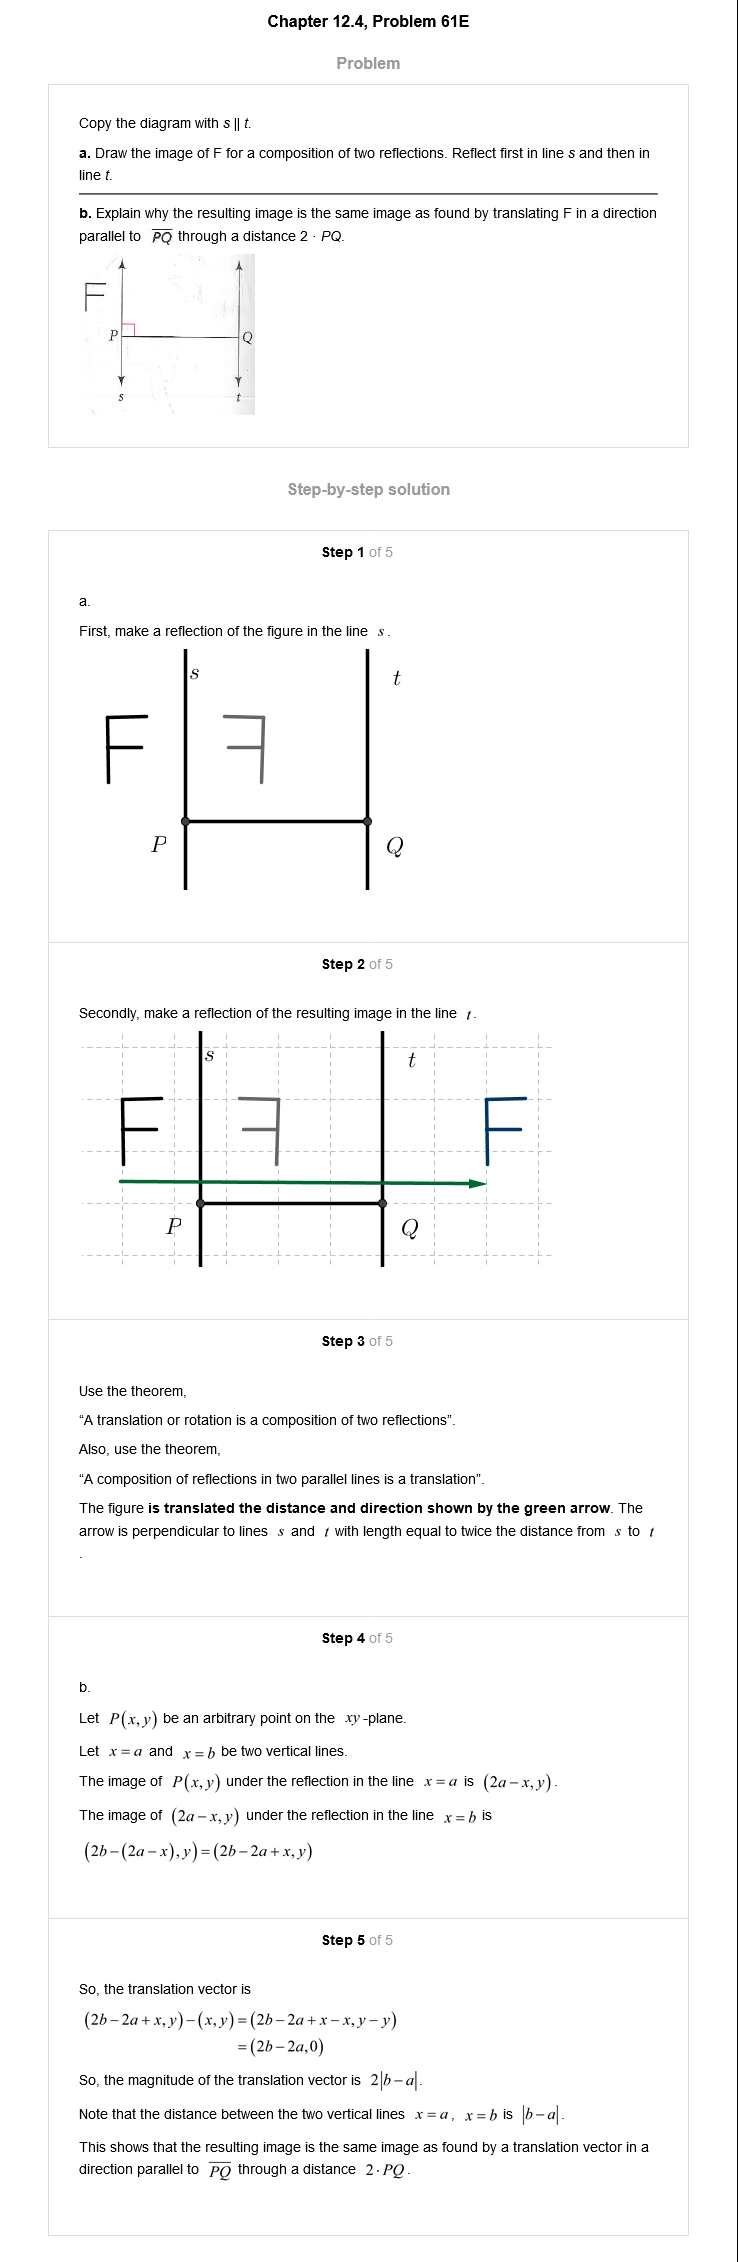 Chapter 12.4, Problem 61E
Problem
Copy the diagram with s || t.
a. Draw the image of F for a composition of two reflections. Reflect first in line s and then in
line t.
b. Explain why the resulting image is the same image as found by translating F in a direction
parallel to P̅Q̅ through a distance 2 · PQ.
F
P
Q
s
t
Step-by-step solution
Step 1 of 5
a.
First, make a reflection of the figure in the line s.
s
t
F
P
Q
Step 2 of 5
Secondly, make a reflection of the resulting image in the line t.
s
t
F
F
P
Q
Step 3 of 5
Use the theorem,
“A translation or rotation is a composition of two reflections”.
Also, use the theorem,
“A composition of reflections in two parallel lines is a translation”.
The figure is translated the distance and direction shown by the green arrow. The
arrow is perpendicular to lines s and t with length equal to twice the distance from s to t
.
Step 4 of 5
b.
Let P(x, y) be an arbitrary point on the xy-plane.
Let x = a and x = b be two vertical lines.
The image of P(x, y) under the reflection in the line x = a is (2a − x, y).
The image of (2a − x, y) under the reflection in the line x = b is
(2b − (2a − x), y) = (2b − 2a + x, y)
Step 5 of 5
So, the translation vector is
(2b − 2a + x, y) − (x, y) = (2b − 2a + x − x, y − y)
= (2b − 2a, 0)
So, the magnitude of the translation vector is 2|b − a|.
Note that the distance between the two vertical lines x = a, x = b is |b − a|.
This shows that the resulting image is the same image as found by a translation vector in a
direction parallel to P̅Q̅ through a distance 2 · PQ.